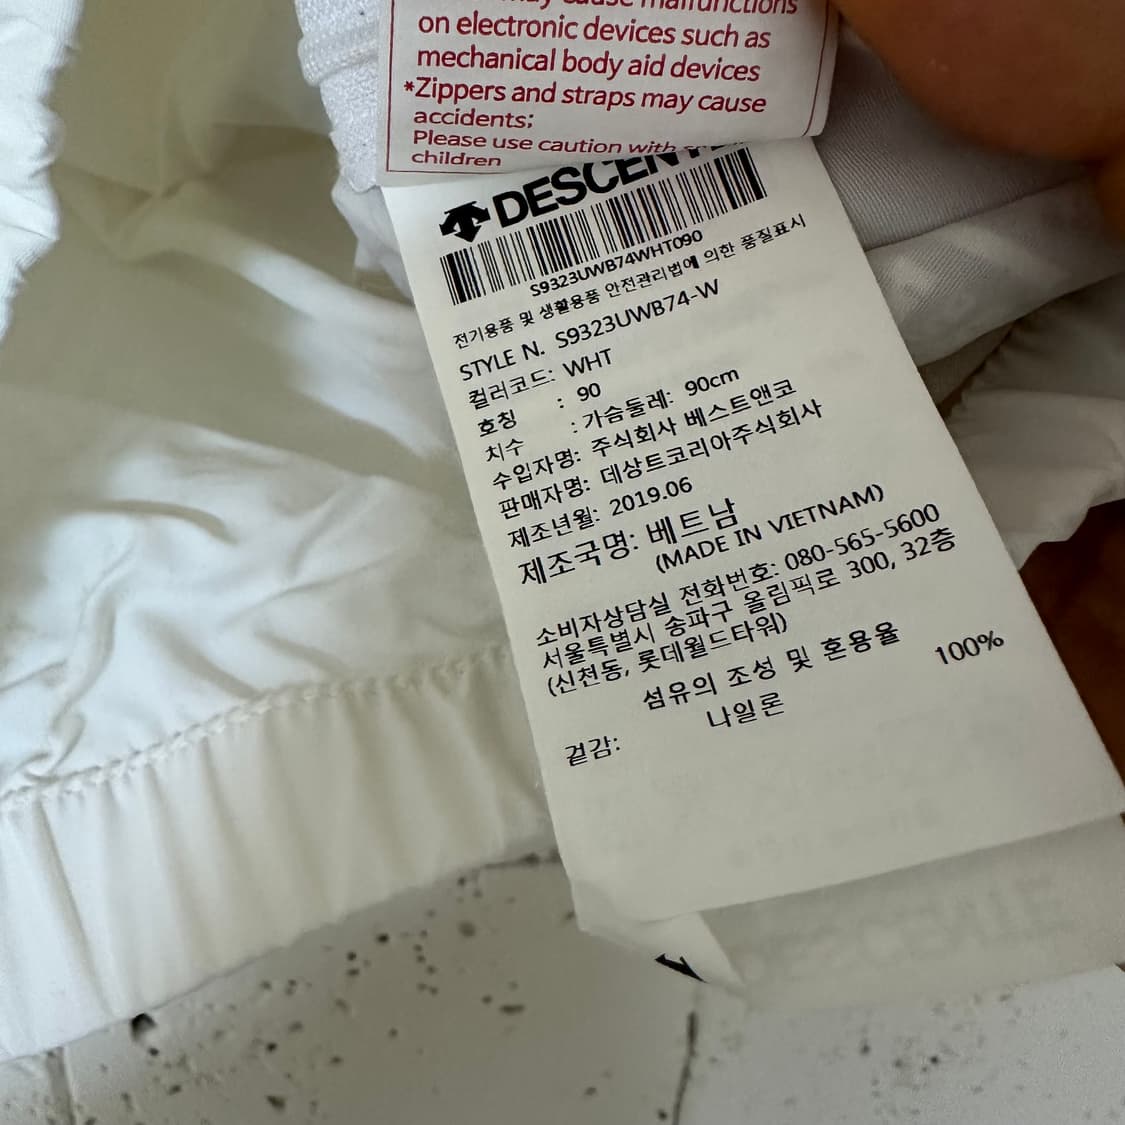 malfunctions
on electronic devices such as
mechanical body aid devices
*Zippers and straps may cause
accidents;
Please use caution with
children
S9323UWB74WHT090
전기용품 및 생활용품 안전관리법에 의한 품질표시
STYLE N. S9323UWB74-W
컬러코드: WHT
호칭 : 90
치수 : 가슴둘레: 90cm
수입자명: 주식회사 베스트앤코
판매자명: 데상트코리아주식회사
제조년월: 2019.06
제조국명: 베트남
(MADE IN VIETNAM)
소비자상담실 전화번호: 080-565-5600
서울특별시 송파구 올림픽로 300, 32층
(신천동, 롯데월드타워)
섬유의 조성 및 혼용율
겉감: 나일론 100%